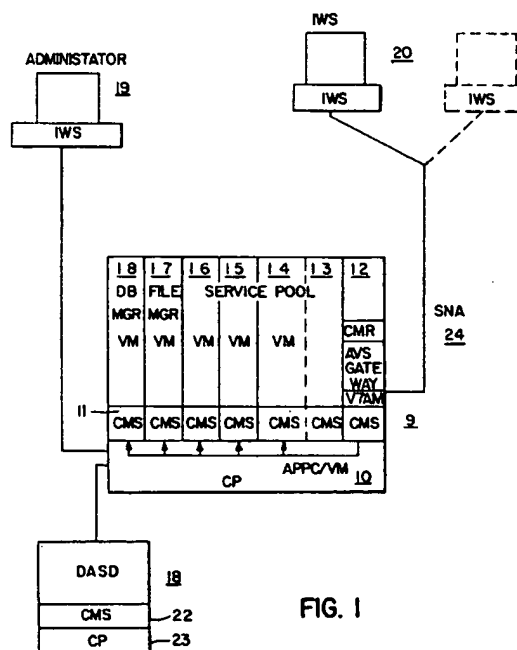 IWS
ADMINISTATOR
19
20
IWS
IWS
IWS
18 17 16 15 14 13 12
DB FILE SERVICE POOL
MGR MGR
VM VM VM VM VM
CMR
AVS
GATE
WAY
VTAM
SNA
24
11
CMS CMS CMS CMS CMS CMS CMS
9
APPC/VM
10
CP
DASD
18
CMS
22
CP
23
FIG. 1